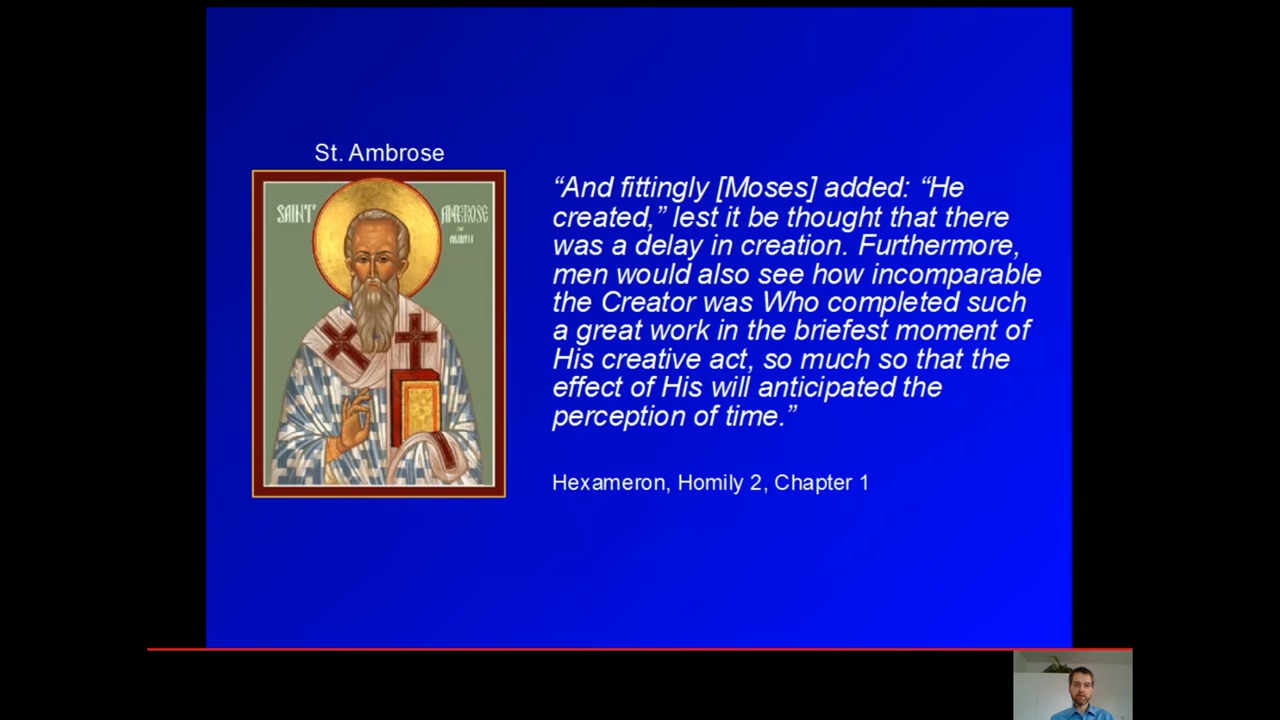 St. Ambrose
SAINT
AMBROSE
OF
MILAN
“And fittingly [Moses] added: “He
created,” lest it be thought that there
was a delay in creation. Furthermore,
men would also see how incomparable
the Creator was Who completed such
a great work in the briefest moment of
His creative act, so much so that the
effect of His will anticipated the
perception of time.”
Hexameron, Homily 2, Chapter 1